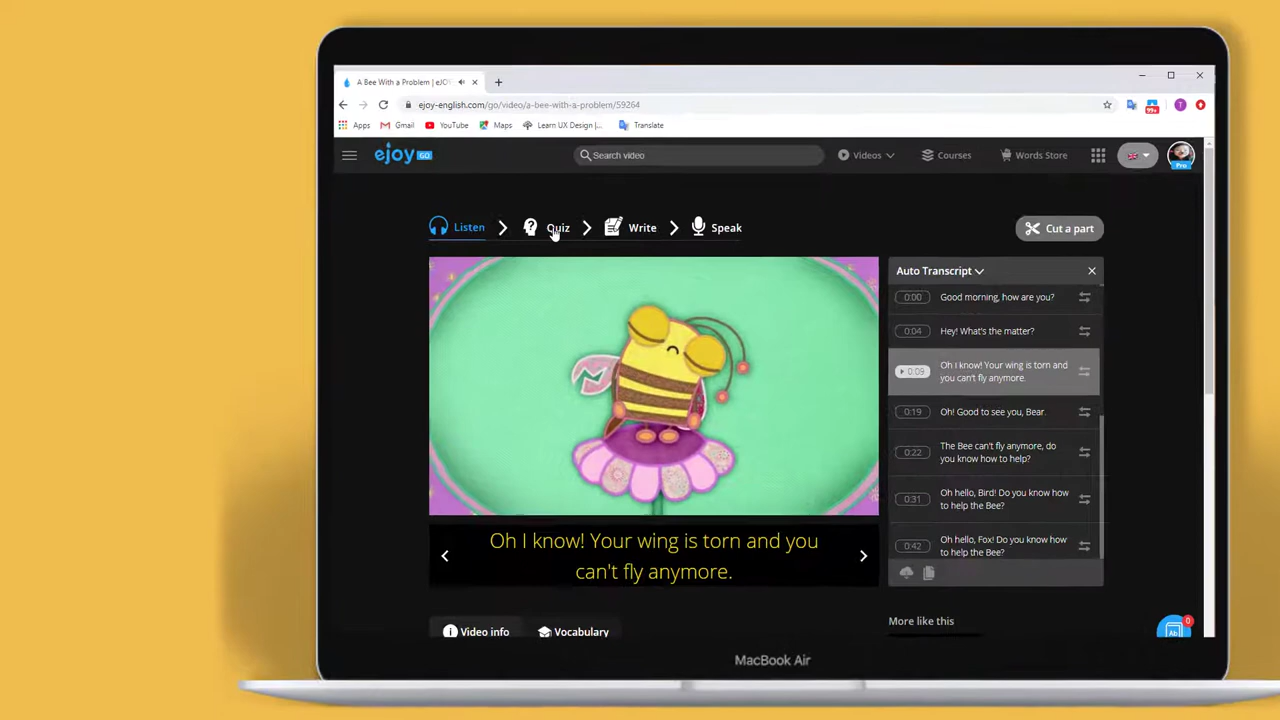 A Bee With a Problem | eJOY
ejoy-english.com/go/video/a-bee-with-a-problem/59264
99+
T
Apps Gmail YouTube Maps Learn UX Design |... Translate
ejoy GO
Search video
Videos Courses Words Store
Pro
Listen Quiz Write Speak
Cut a part
Auto Transcript
0:00 Good morning, how are you?
0:04 Hey! What's the matter?
0:09 Oh I know! Your wing is torn and
you can't fly anymore.
0:19 Oh! Good to see you, Bear.
0:22 The Bee can't fly anymore, do
you know how to help?
0:31 Oh hello, Bird! Do you know how
to help the Bee?
0:42 Oh hello, Fox! Do you know how
to help the Bee?
Oh I know! Your wing is torn and you
can't fly anymore.
Video info Vocabulary
More like this
Ab
0
MacBook Air